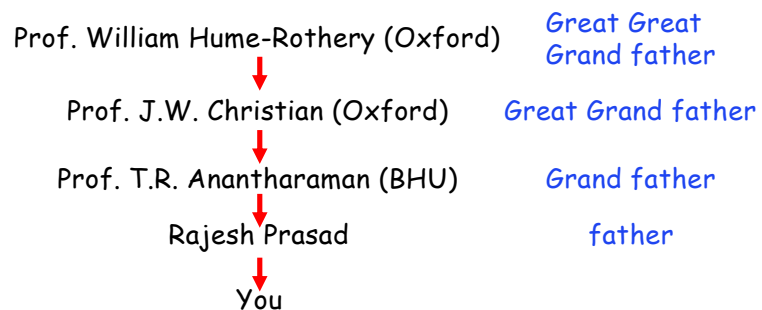 Prof. William Hume-Rothery (Oxford)
Great Great
Grand father
Prof. J.W. Christian (Oxford)
Great Grand father
Prof. T.R. Anantharaman (BHU)
Grand father
Rajesh Prasad
father
You